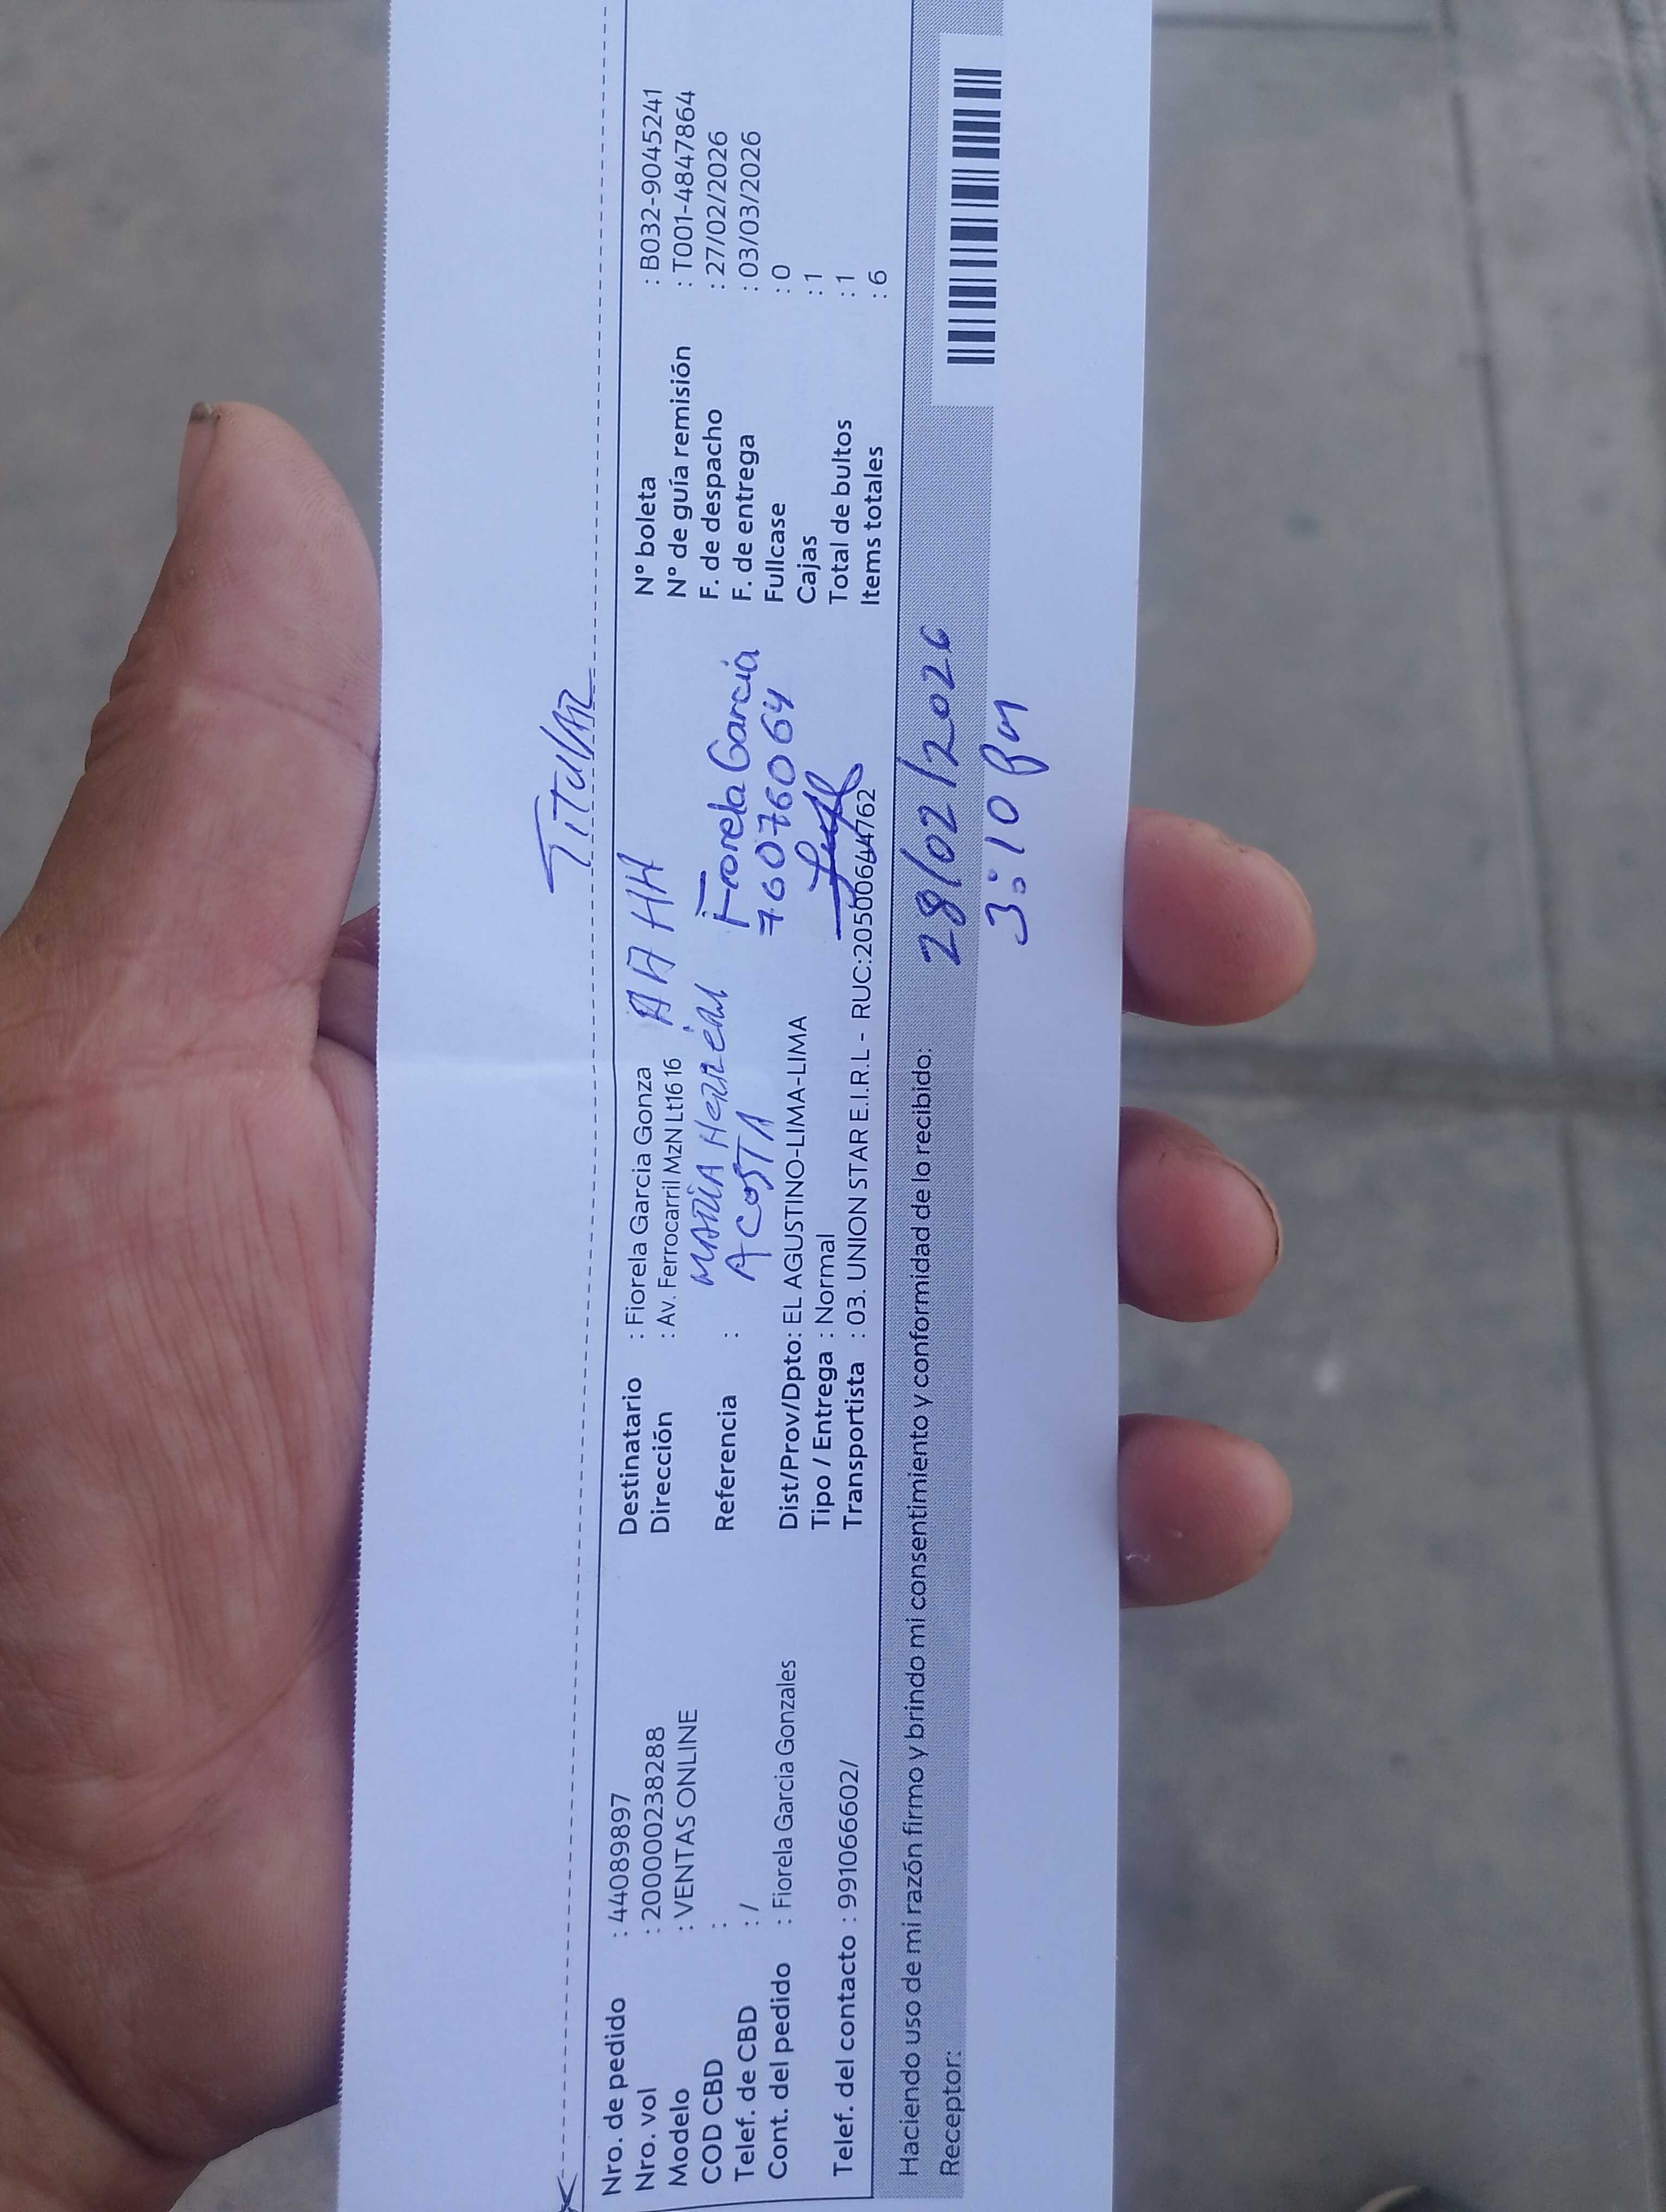 Titular
Nro. de pedido : 44089897
Nro. vol : 200000238288
Modelo : VENTAS ONLINE
COD CBD :
Telef. de CBD : /
Cont. del pedido : Fiorela Garcia Gonzales
Telef. del contacto : 991066602/
Destinatario : Fiorela Garcia Gonza
Dirección : Av. Ferrocarril MzN Lt16 16
AA HH
MARIA
Referencia :
ACOSTA
Dist/Prov/Dpto: EL AGUSTINO-LIMA-LIMA
Tipo / Entrega : Normal
Transportista : 03. UNION STAR E.I.R.L - RUC:20500644762
Fiorela Garcia
76076064
N° boleta : B032-9045241
N° de guía remisión : T001-4847864
F. de despacho : 27/02/2026
F. de entrega : 03/03/2026
Fullcase : 0
Cajas : 1
Total de bultos : 1
Items totales : 6
Haciendo uso de mi razón firmo y brindo mi consentimiento y conformidad de lo recibido:
28/02/2026
Receptor:
3:10 pm